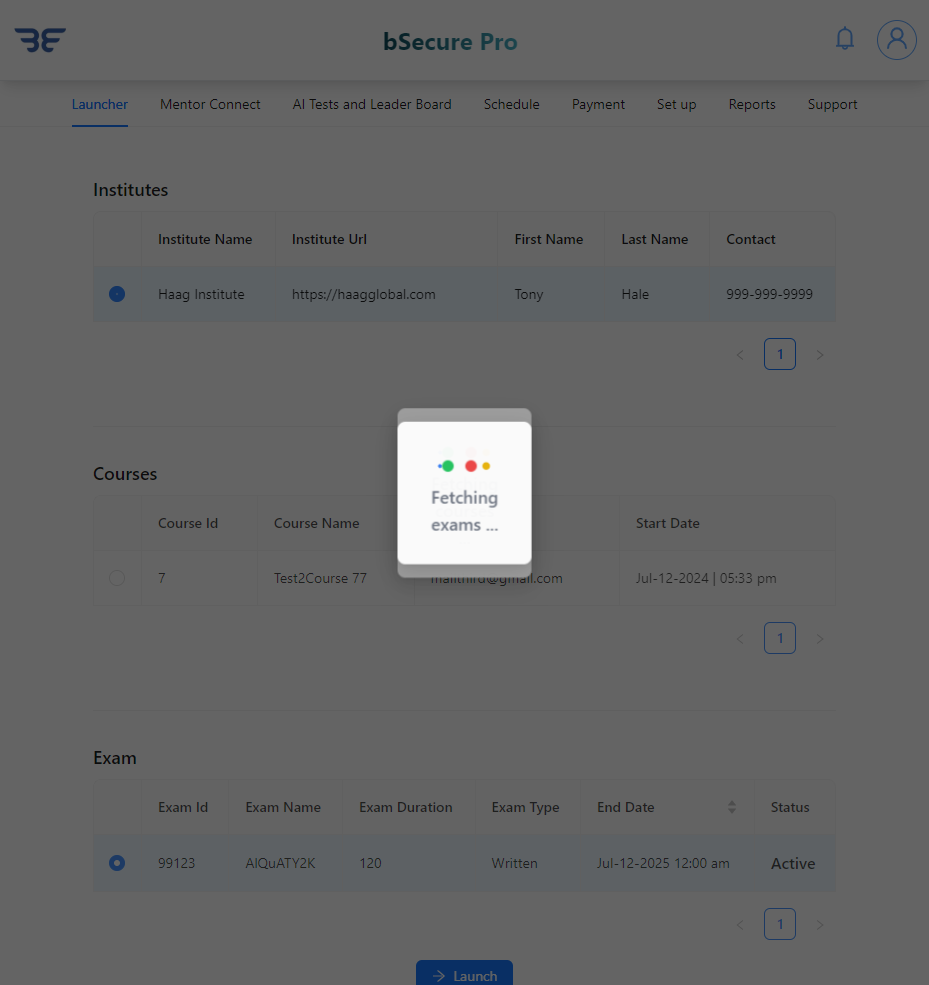 bSecure Pro
Launcher Mentor Connect AI Tests and Leader Board Schedule Payment Set up Reports Support
Institutes
Institute Name Institute Url First Name Last Name Contact
Haag Institute https://haagglobal.com Tony Hale 999-999-9999
1
Courses
Course Id Course Name Start Date
7 Test2Course 77 mailthird@gmail.com Jul-12-2024 | 05:33 pm
1
Fetching
exams ...
Exam
Exam Id Exam Name Exam Duration Exam Type End Date Status
99123 AIQuATY2K 120 Written Jul-12-2025 12:00 am Active
1
Launch